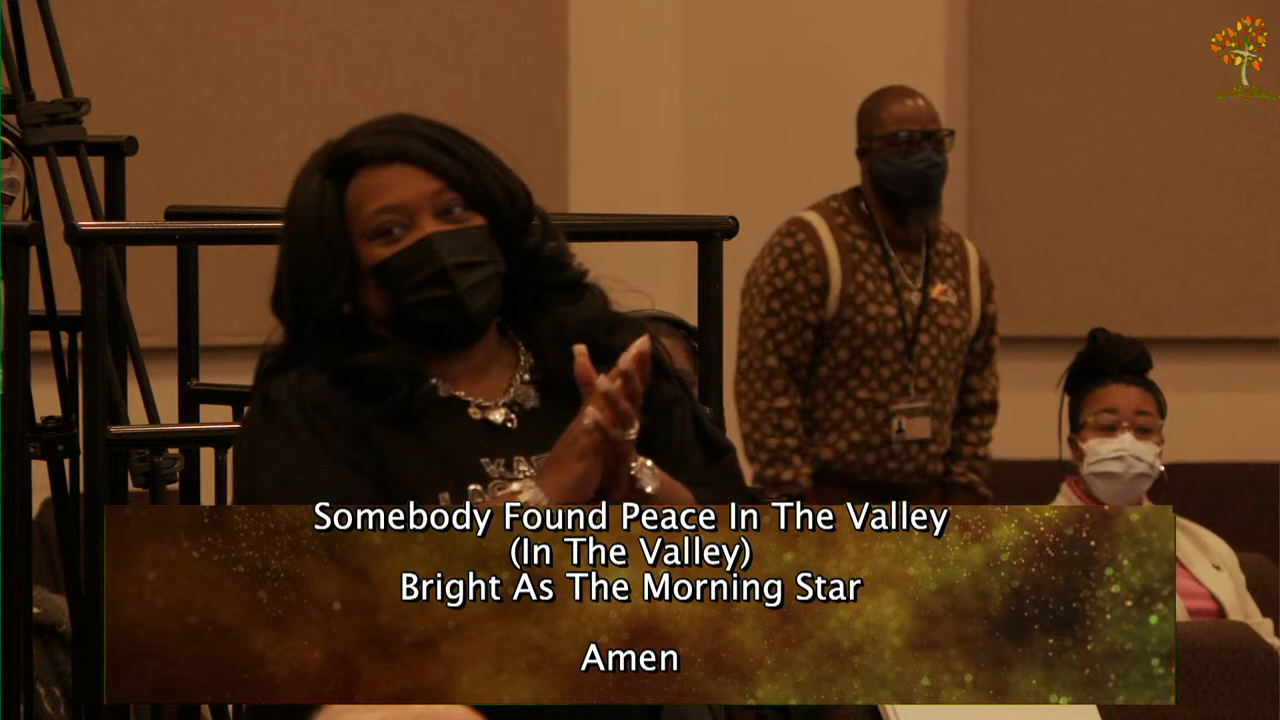 Somebody Found Peace In The Valley
(In The Valley)
Bright As The Morning Star
Amen